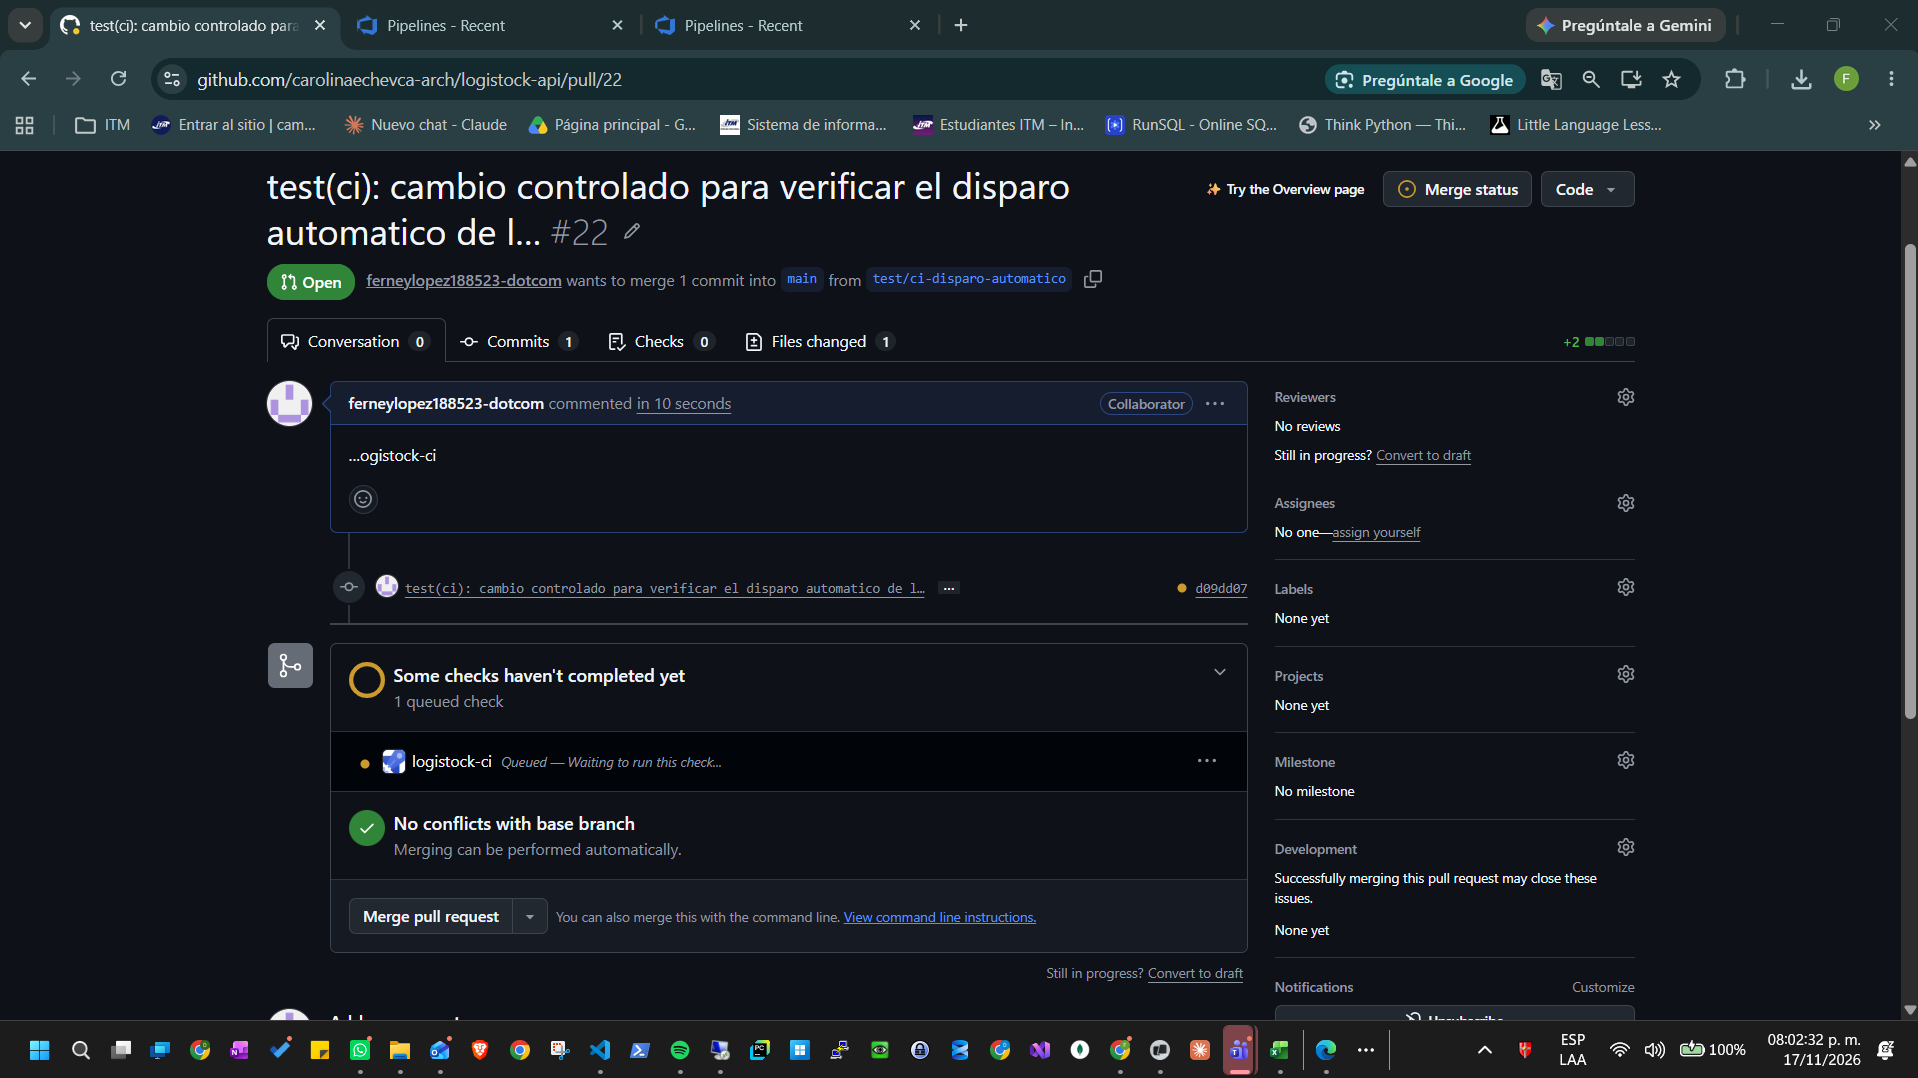 test(ci): cambio controlado para
Pipelines - Recent
Pipelines - Recent
Pregúntale a Gemini
github.com/carolinaechevca-arch/logistock-api/pull/22
Pregúntale a Google
F
ITM
Entrar al sitio | cam...
Nuevo chat - Claude
Página principal - G...
Sistema de informa...
Estudiantes ITM – In...
RunSQL - Online SQ...
Think Python — Thi...
Little Language Less...
test(ci): cambio controlado para verificar el disparo
automatico de l... #22
Try the Overview page
Merge status
Code
Open
ferneylopez188523-dotcom wants to merge 1 commit into main from test/ci-disparo-automatico
Conversation 0
Commits 1
Checks 0
Files changed 1
+2
ferneylopez188523-dotcom commented in 10 seconds
Collaborator
...ogistock-ci
test(ci): cambio controlado para verificar el disparo automatico de l…
d09dd07
Some checks haven't completed yet
1 queued check
logistock-ci Queued — Waiting to run this check...
No conflicts with base branch
Merging can be performed automatically.
Merge pull request
You can also merge this with the command line. View command line instructions.
Still in progress? Convert to draft
Reviewers
No reviews
Still in progress? Convert to draft
Assignees
No one—assign yourself
Labels
None yet
Projects
None yet
Milestone
No milestone
Development
Successfully merging this pull request may close these
issues.
None yet
Notifications
Customize
ESP
LAA
100%
08:02:32 p. m.
17/11/2026